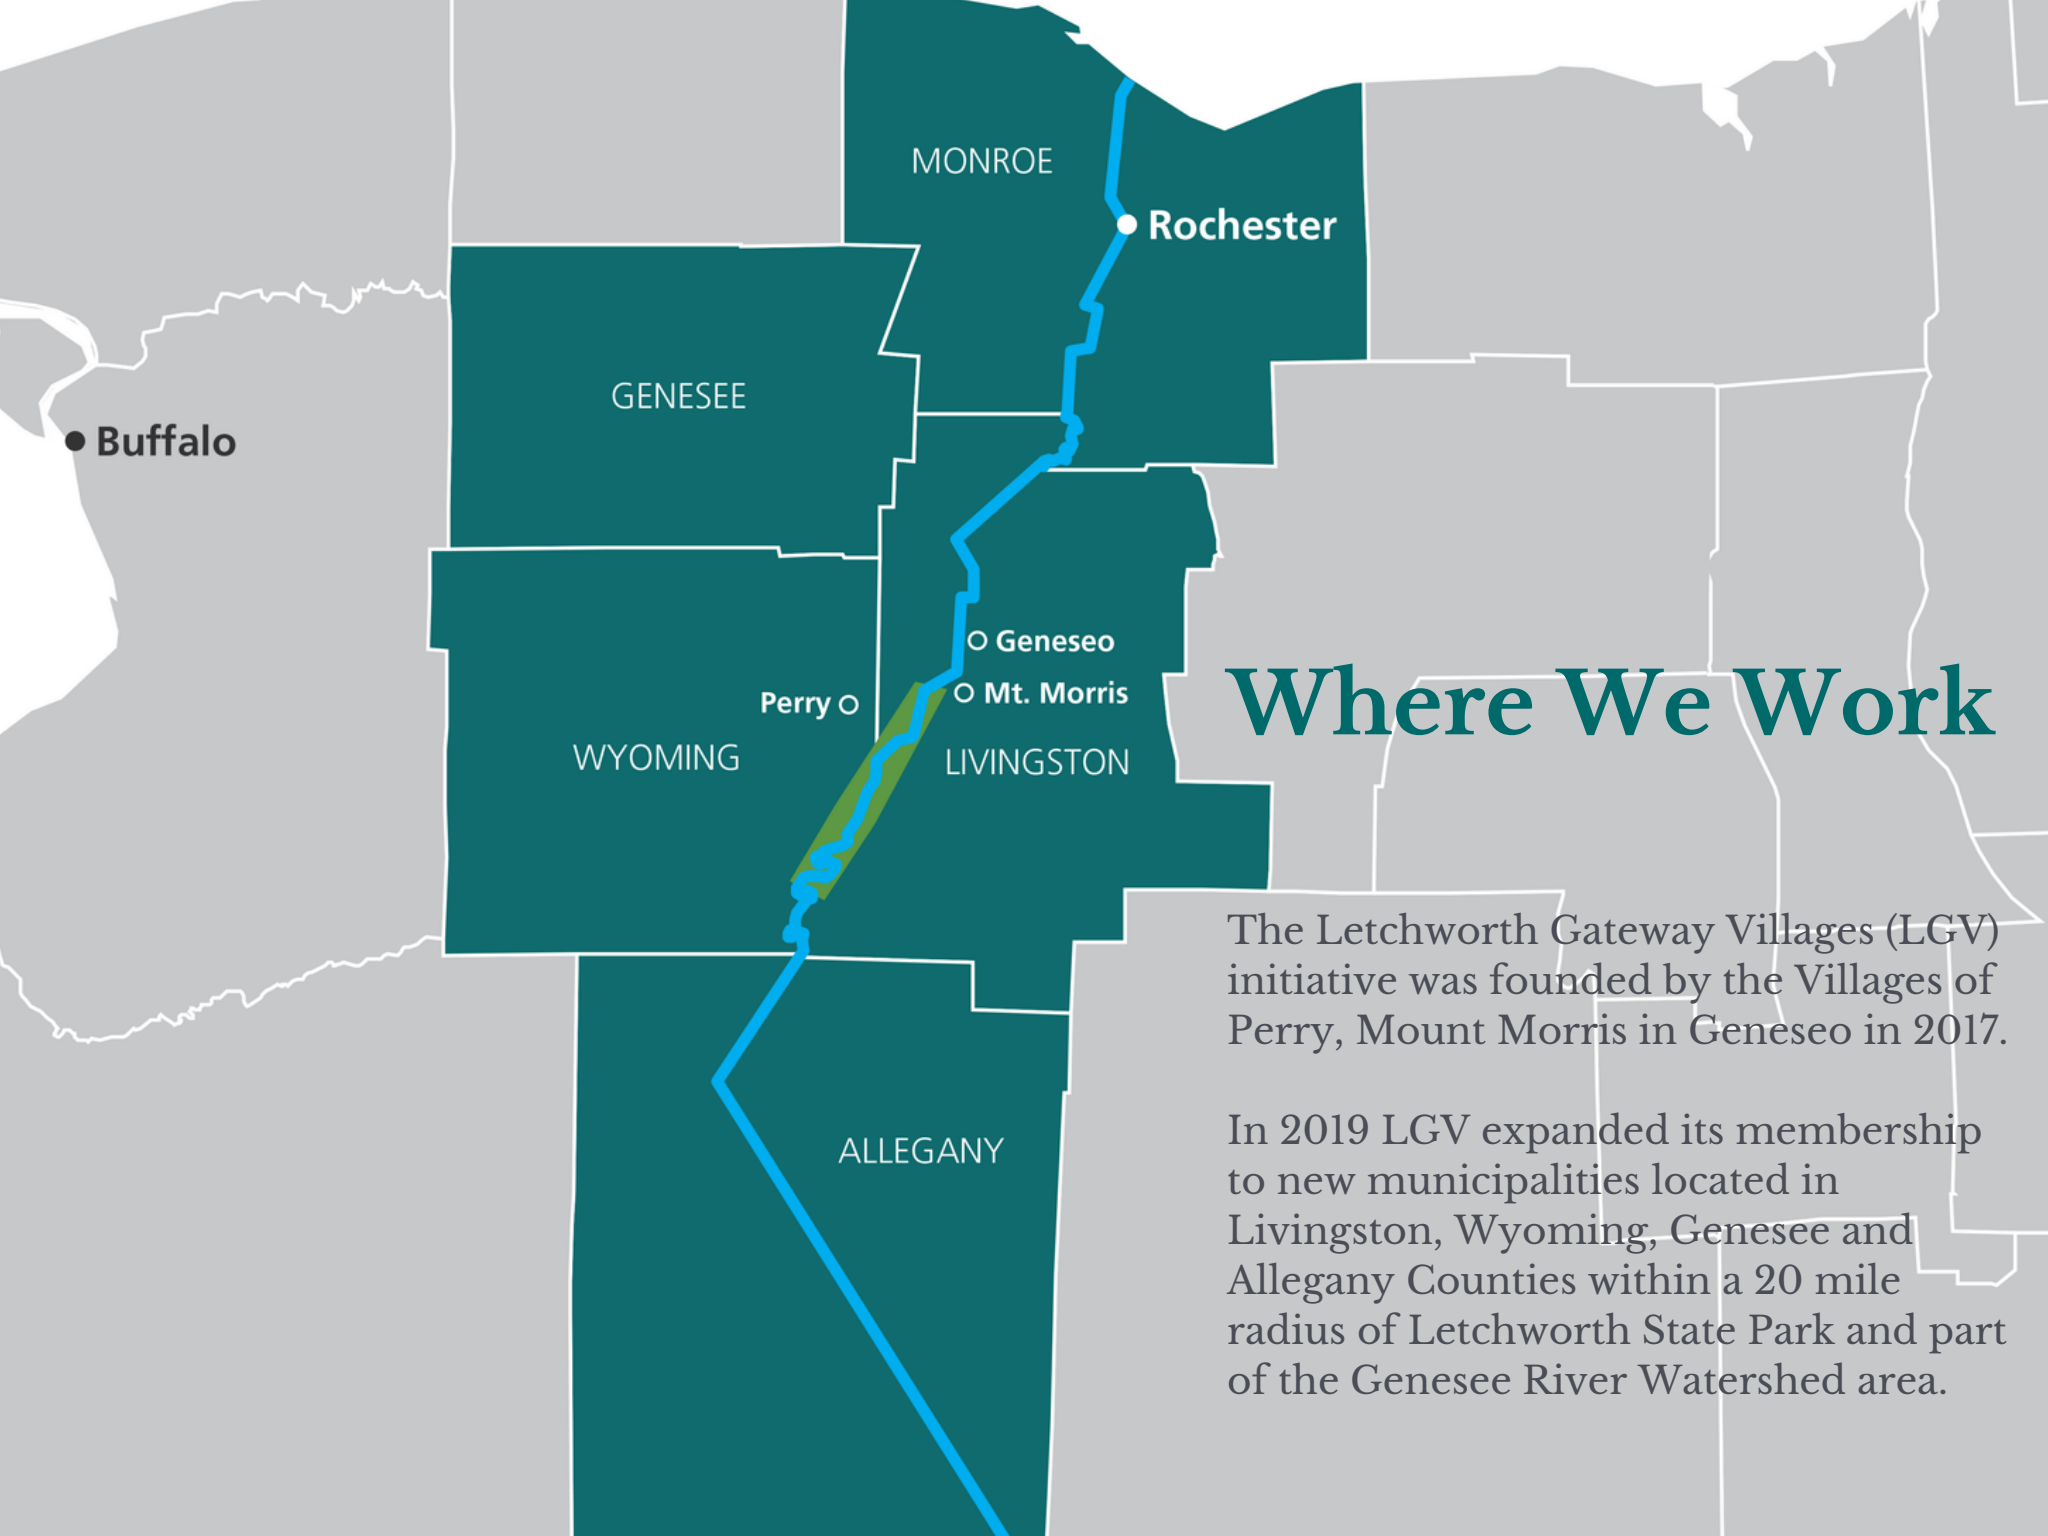 MONROE
Rochester
GENESEE
Buffalo
Geneseo
Mt. Morris
Perry
WYOMING
LIVINGSTON
ALLEGANY
Where We Work
The Letchworth Gateway Villages (LGV)
initiative was founded by the Villages of
Perry, Mount Morris in Geneseo in 2017.
In 2019 LGV expanded its membership
to new municipalities located in
Livingston, Wyoming, Genesee and
Allegany Counties within a 20 mile
radius of Letchworth State Park and part
of the Genesee River Watershed area.